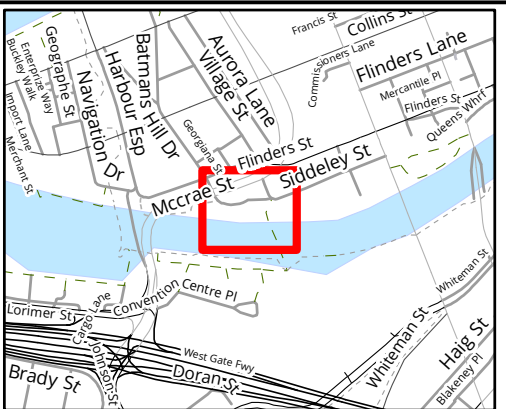 Francis St
Collins St
Commissioners Lane
Flinders Lane
Mercantile Pl
Flinders St
Queens Whrf
Buckley Walk
Enterprize Way
Geographe St
Import Lane
Merchant St
Navigation Dr
Harbour Esp
Batman's Hill Dr
Aurora Lane
Village St
Georgiana St
Flinders St
Siddeley St
Mccrae St
Whiteman St
Convention Centre Pl
Cargo Lane
Lorimer St
Johnson St
West Gate Fwy
Doran St
Brady St
Whiteman St
Haig St
Blakeney Pl